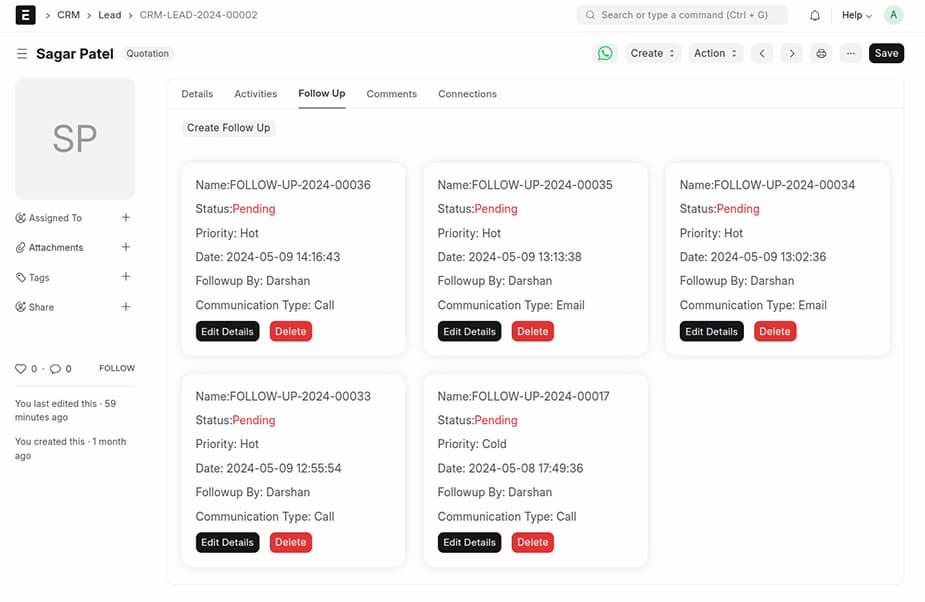 E CRM Lead CRM-LEAD-2024-00002 Search or type a command (Ctrl + G) Help A
Sagar Patel Quotation Create Action ... Save
SP
Assigned To +
Attachments +
Tags +
Share +
0 · 0 FOLLOW
You last edited this · 59
minutes ago
You created this · 1 month
ago
Details Activities Follow Up Comments Connections
Create Follow Up
Name:FOLLOW-UP-2024-00036
Status:Pending
Priority: Hot
Date: 2024-05-09 14:16:43
Followup By: Darshan
Communication Type: Call
Edit Details Delete
Name:FOLLOW-UP-2024-00035
Status:Pending
Priority: Hot
Date: 2024-05-09 13:13:38
Followup By: Darshan
Communication Type: Email
Edit Details Delete
Name:FOLLOW-UP-2024-00034
Status:Pending
Priority: Hot
Date: 2024-05-09 13:02:36
Followup By: Darshan
Communication Type: Email
Edit Details Delete
Name:FOLLOW-UP-2024-00033
Status:Pending
Priority: Hot
Date: 2024-05-09 12:55:54
Followup By: Darshan
Communication Type: Call
Edit Details Delete
Name:FOLLOW-UP-2024-00017
Status:Pending
Priority: Cold
Date: 2024-05-08 17:49:36
Followup By: Darshan
Communication Type: Call
Edit Details Delete